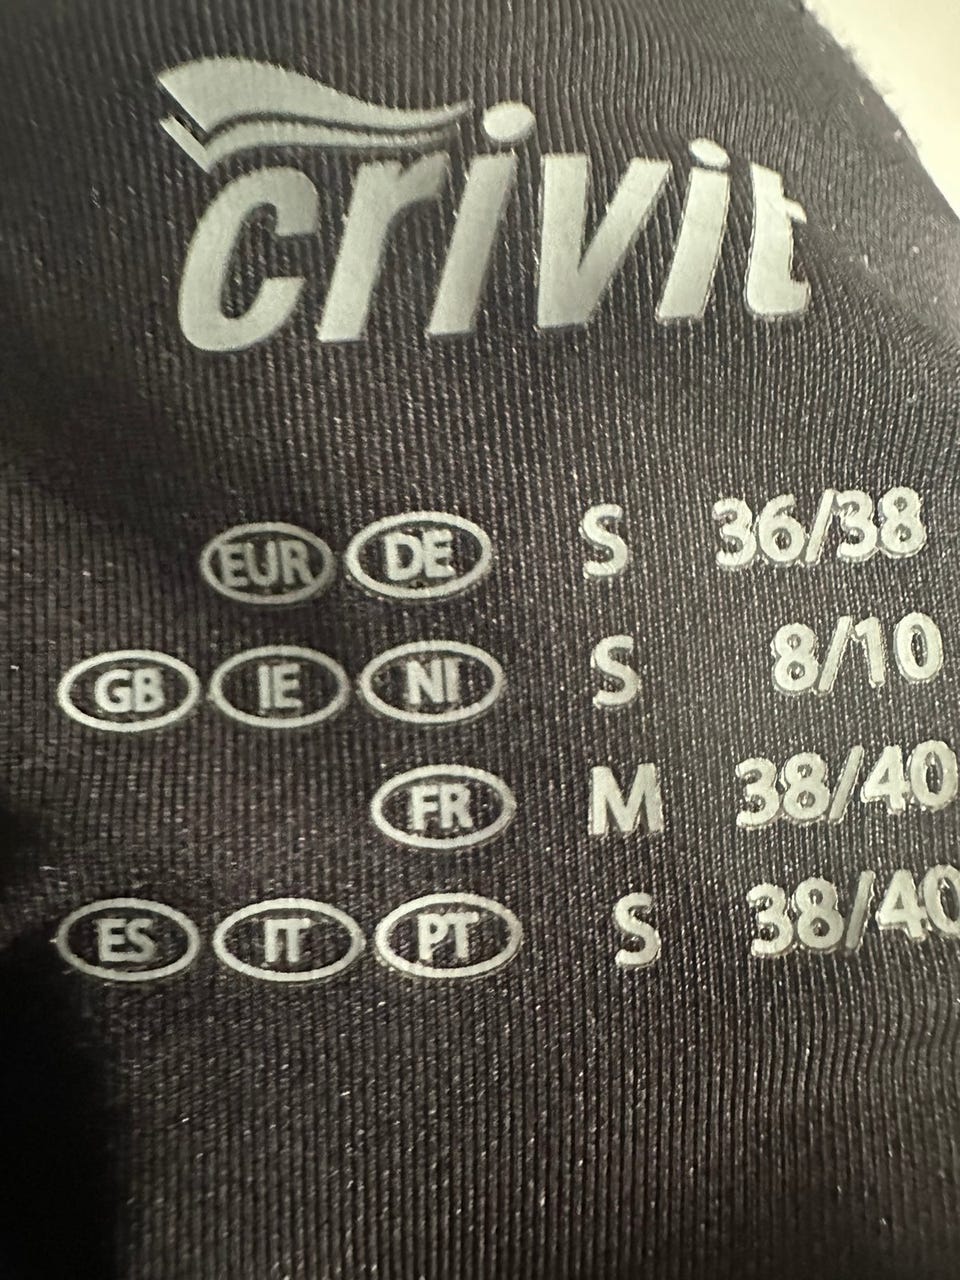 crivit
EUR DE S 36/38
GB IE NI S 8/10
FR M 38/40
ES IT PT S 38/40